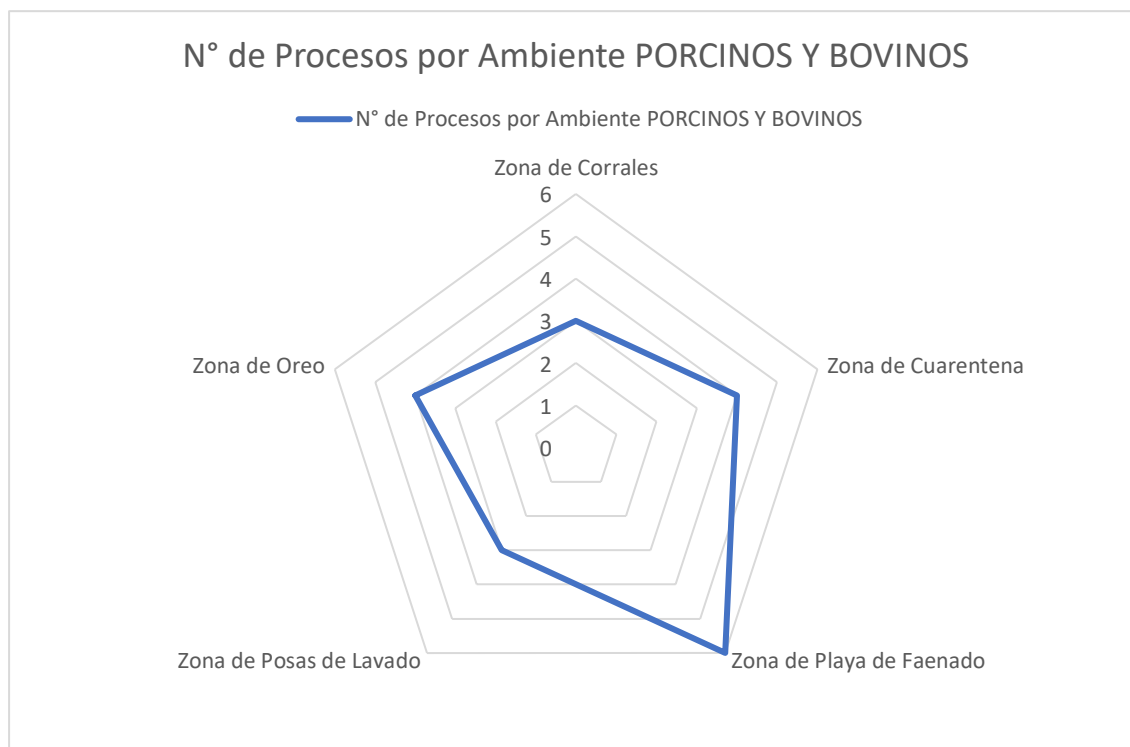 N° de Procesos por Ambiente PORCINOS Y BOVINOS
N° de Procesos por Ambiente PORCINOS Y BOVINOS
Zona de Corrales
6
5
4
3
2
1
0
Zona de Cuarentena
Zona de Playa de Faenado
Zona de Posas de Lavado
Zona de Oreo